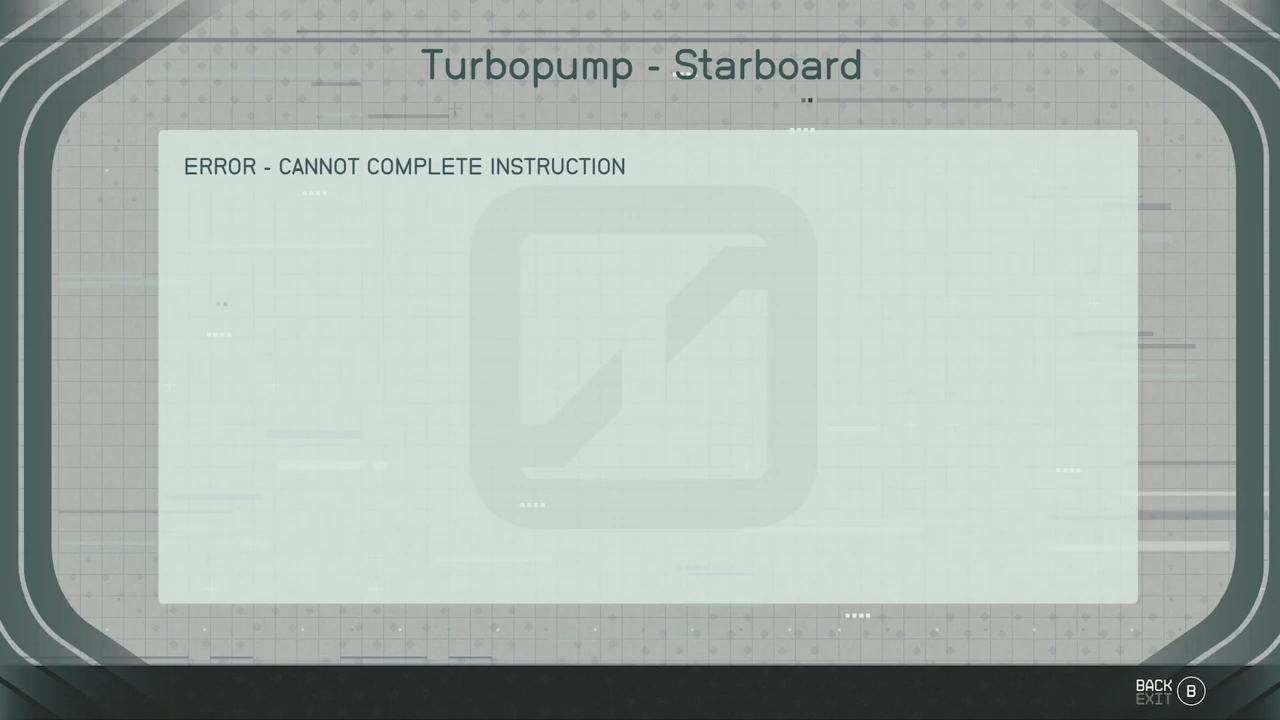 Turbopump - Starboard
ERROR - CANNOT COMPLETE INSTRUCTION
BACK
EXIT
B